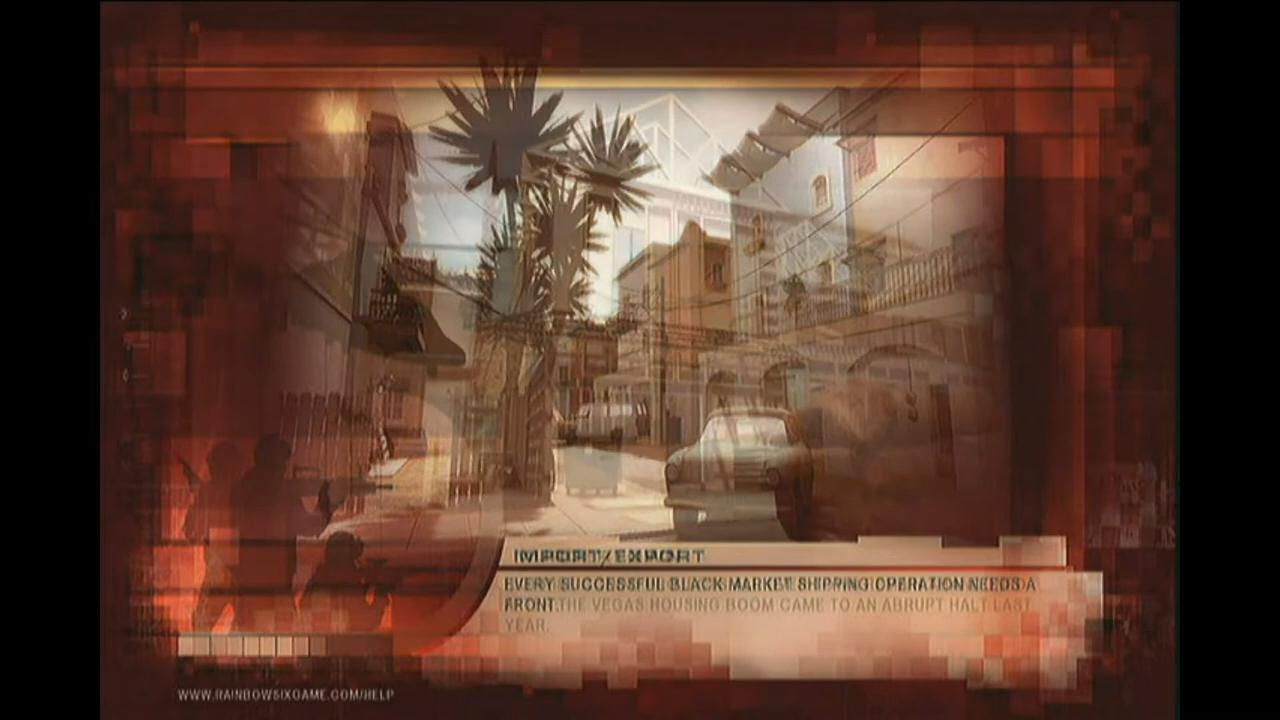 IMPORT/EXPORT
EVERY SUCCESSFUL BLACK MARKET SHIPPING OPERATION NEEDS A
FRONT. THE VEGAS HOUSING BOOM CAME TO AN ABRUPT HALT LAST
YEAR.
WWW.RAINBOWSIXGAME.COM/HELP